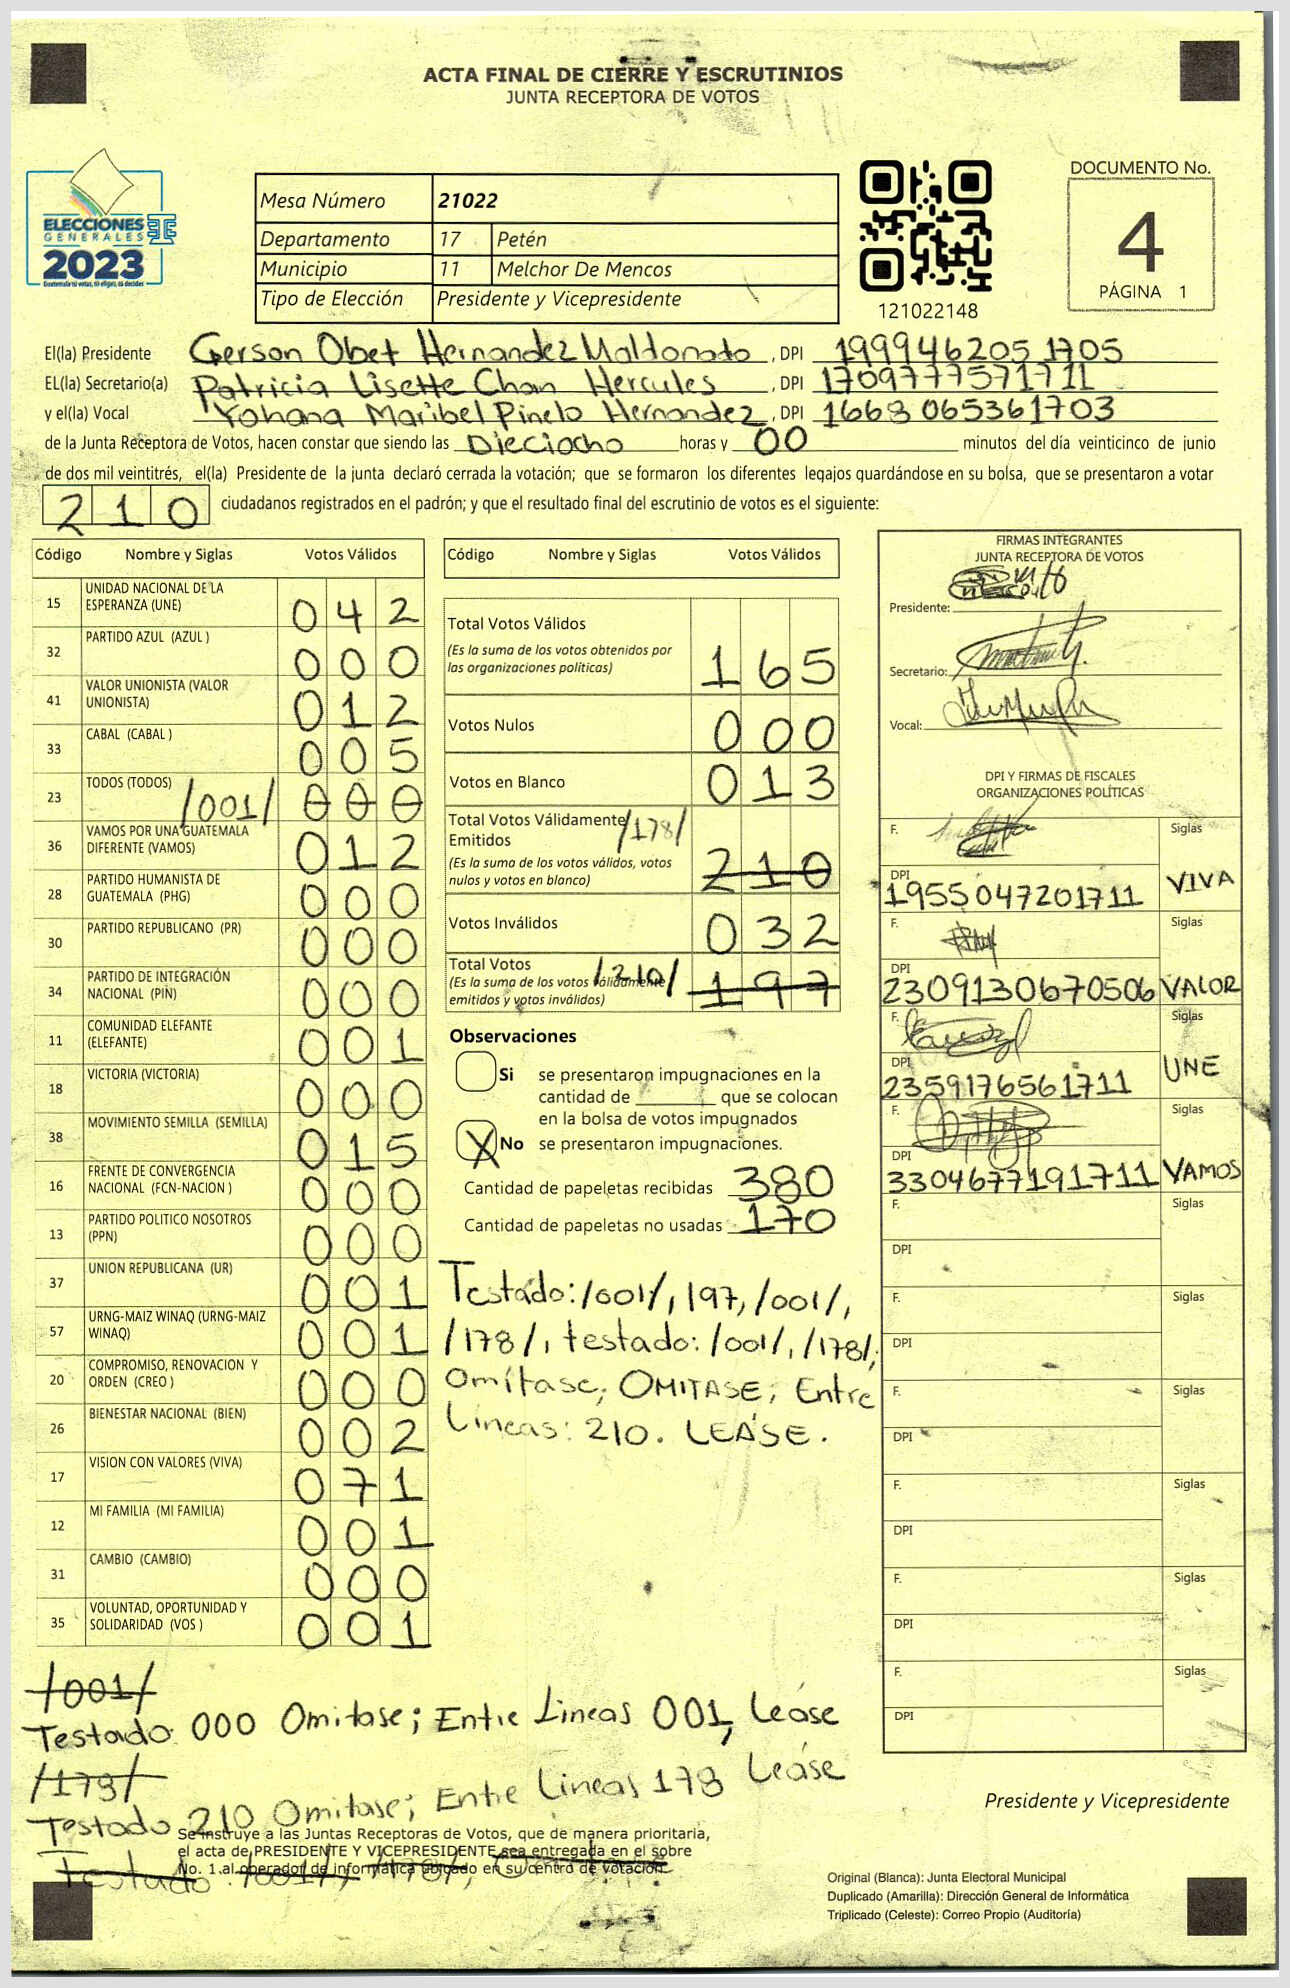 ACTA FINAL DE CIERRE Y ESCRUTINIOS
JUNTA RECEPTORA DE VOTOS
ELECCIONES
GENERALES
2023
Mesa Número 21022
Departamento 17 Petén
Municipio 11 Melchor De Mencos
Tipo de Elección Presidente y Vicepresidente
121022148
DOCUMENTO No.
4
PÁGINA 1
El(la) Presidente Gerson Obet Hernandez Maldonado, DPI 199946205 1705
EL(la) Secretario(a) Patricia Lisette Chan Hercules, DPI 1709777571711
y el(la) Vocal Yohana Maribel Pinelo Hernandez, DPI 1663 065361703
de la Junta Receptora de Votos, hacen constar que siendo las Dieciocho horas y 00 minutos del día veinticinco de junio
de dos mil veintitrés, el(la) Presidente de la junta declaró cerrada la votación; que se formaron los diferentes legajos quardándose en su bolsa, que se presentaron a votar
210 ciudadanos registrados en el padrón; y que el resultado final del escrutinio de votos es el siguiente:
Código Nombre y Siglas Votos Válidos
15 UNIDAD NACIONAL DE LA
ESPERANZA (UNE) 042
32 PARTIDO AZUL (AZUL ) 000
41 VALOR UNIONISTA (VALOR
UNIONISTA) 012
33 CABAL (CABAL ) 005
23 TODOS (TODOS) /001/ 000
36 VAMOS POR UNA GUATEMALA
DIFERENTE (VAMOS) 012
28 PARTIDO HUMANISTA DE
GUATEMALA (PHG) 000
30 PARTIDO REPUBLICANO (PR) 000
34 PARTIDO DE INTEGRACIÓN
NACIONAL (PIN) 000
11 COMUNIDAD ELEFANTE
(ELEFANTE) 001
18 VICTORIA (VICTORIA) 000
38 MOVIMIENTO SEMILLA (SEMILLA) 015
16 FRENTE DE CONVERGENCIA
NACIONAL (FCN-NACION ) 000
13 PARTIDO POLITICO NOSOTROS
(PPN) 000
37 UNION REPUBLICANA (UR) 001
57 URNG-MAIZ WINAQ (URNG-MAIZ
WINAQ) 001
20 COMPROMISO, RENOVACION Y
ORDEN (CREO ) 000
26 BIENESTAR NACIONAL (BIEN) 002
17 VISION CON VALORES (VIVA) 071
12 MI FAMILIA (MI FAMILIA) 001
31 CAMBIO (CAMBIO) 000
35 VOLUNTAD, OPORTUNIDAD Y
SOLIDARIDAD (VOS ) 001
Código Nombre y Siglas Votos Válidos
Total Votos Válidos
(Es la suma de los votos obtenidos por
las organizaciones politicas) 165
Votos Nulos 000
Votos en Blanco 013
Total Votos Válidamente
Emitidos /178/
(Es la suma de los votos válidos, votos
nulos y votos en blanco) 210
Votos Inválidos 032
Total Votos /210/
(Es la suma de los votos válidamente
emitidos y votos inválidos) 197
Observaciones
Si se presentaron impugnaciones en la
cantidad de ________ que se colocan
en la bolsa de votos impugnados
X No se presentaron impugnaciones.
Cantidad de papeletas recibidas 380
Cantidad de papeletas no usadas 170
Testado: /001/, 197, /001/,
/178/, testado: /001/, /178/;
Omítase; OMITASE; Entre
Líneas: 210. LEÁSE.
FIRMAS INTEGRANTES
JUNTA RECEPTORA DE VOTOS
Presidente:
Secretario:
Vocal:
DPI Y FIRMAS DE FISCALES
ORGANIZACIONES POLÍTICAS
F. Siglas
DPI
1955 047201711 VIVA
F. Siglas
DPI
2309130670506 VALOR
F. Siglas
DPI
2359176561711 UNE
F. Siglas
DPI
3304677191711 VAMOS
F. Siglas
DPI
F. Siglas
DPI
F. Siglas
DPI
F. Siglas
DPI
F. Siglas
DPI
F. Siglas
DPI
/001/
Testado: 000 Omitase; Entre Lineas 001, Leáse
/178/
Testado 210 Omitase; Entre Lineas 178 Leáse
Se instruye a las Juntas Receptoras de Votos, que de manera prioritaria,
el acta de PRESIDENTE Y VICEPRESIDENTE sea entregada en el sobre
No. 1 al operador de informática ubicado en su centro de votación.
Testado: /001/, /178/,
Presidente y Vicepresidente
Original (Blanca): Junta Electoral Municipal
Duplicado (Amarilla): Dirección General de Informática
Triplicado (Celeste): Correo Propio (Auditoría)